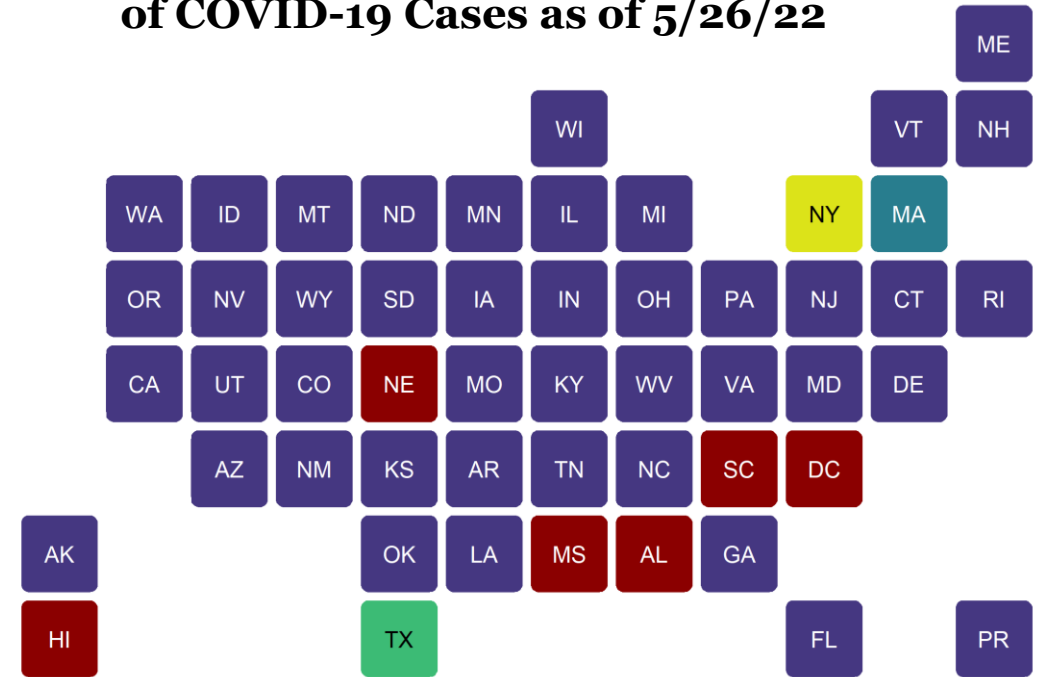 of COVID-19 Cases as of 5/26/22
ME
WI VT NH
WA ID MT ND MN IL MI NY MA
OR NV WY SD IA IN OH PA NJ CT RI
CA UT CO NE MO KY WV VA MD DE
AZ NM KS AR TN NC SC DC
AK OK LA MS AL GA
HI TX FL PR